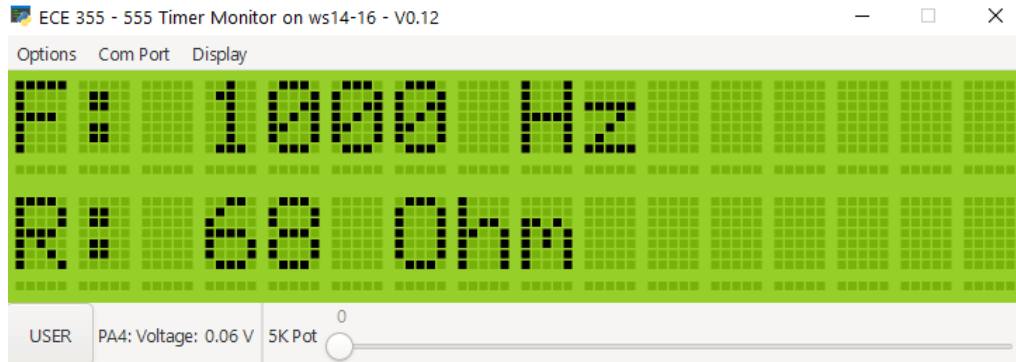 ECE 355 - 555 Timer Monitor on ws14-16 - V0.12
Options Com Port Display
F: 1000 Hz
R: 68 Ohm
0
USER PA4: Voltage: 0.06 V 5K Pot